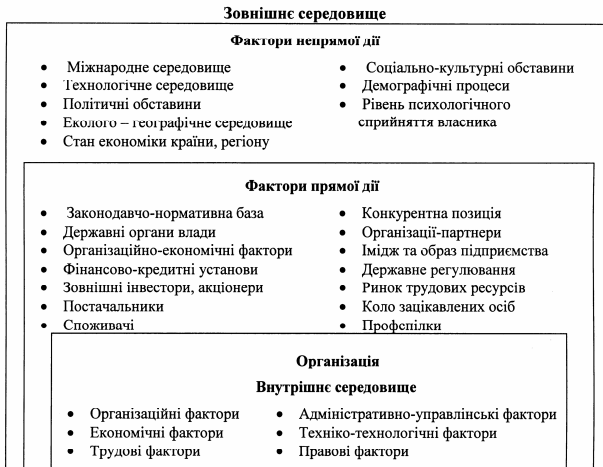 Зовнішнє середовище
Фактори непрямої дії
• Міжнародне середовище
• Технологічне середовище
• Політичні обставини
• Еколого – географічне середовище
• Стан економіки країни, регіону
• Соціально-культурні обставини
• Демографічні процеси
• Рівень психологічного
сприйняття власника
Фактори прямої дії
• Законодавчо-нормативна база
• Державні органи влади
• Організаційно-економічні фактори
• Фінансово-кредитні установи
• Зовнішні інвестори, акціонери
• Постачальники
• Споживачі
• Конкурентна позиція
• Організації-партнери
• Імідж та образ підприємства
• Державне регулювання
• Ринок трудових ресурсів
• Коло зацікавлених осіб
• Профспілки
Організація
Внутрішнє середовище
• Організаційні фактори
• Економічні фактори
• Трудові фактори
• Адміністративно-управлінські фактори
• Техніко-технологічні фактори
• Правові фактори